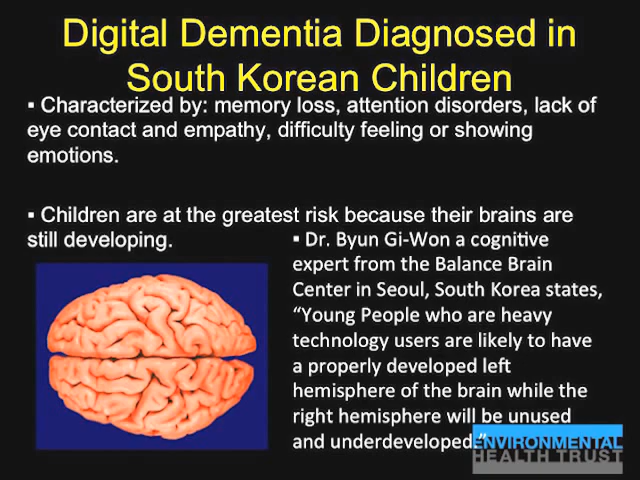 Digital Dementia Diagnosed in
South Korean Children
▪ Characterized by: memory loss, attention disorders, lack of
eye contact and empathy, difficulty feeling or showing
emotions.
▪ Children are at the greatest risk because their brains are
still developing.
▪ Dr. Byun Gi-Won a cognitive
expert from the Balance Brain
Center in Seoul, South Korea states,
“Young People who are heavy
technology users are likely to have
a properly developed left
hemisphere of the brain while the
right hemisphere will be unused
and underdeveloped.”
ENVIRONMENTAL
HEALTH TRUST